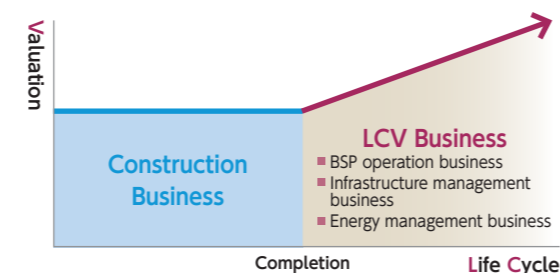 Valuation
Construction
Business
LCV Business
BSP operation business
Infrastructure management
business
Energy management business
Completion
Life Cycle